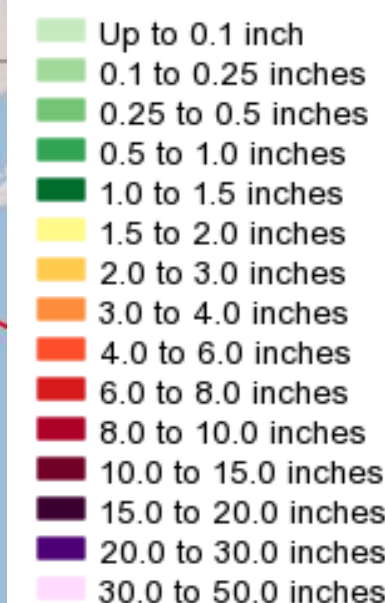 Up to 0.1 inch
0.1 to 0.25 inches
0.25 to 0.5 inches
0.5 to 1.0 inches
1.0 to 1.5 inches
1.5 to 2.0 inches
2.0 to 3.0 inches
3.0 to 4.0 inches
4.0 to 6.0 inches
6.0 to 8.0 inches
8.0 to 10.0 inches
10.0 to 15.0 inches
15.0 to 20.0 inches
20.0 to 30.0 inches
30.0 to 50.0 inches